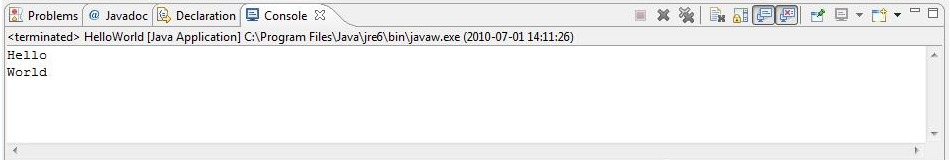 Problems @ Javadoc Declaration Console
<terminated> HelloWorld [Java Application] C:\Program Files\Java\jre6\bin\javaw.exe (2010-07-01 14:11:26)
Hello
World